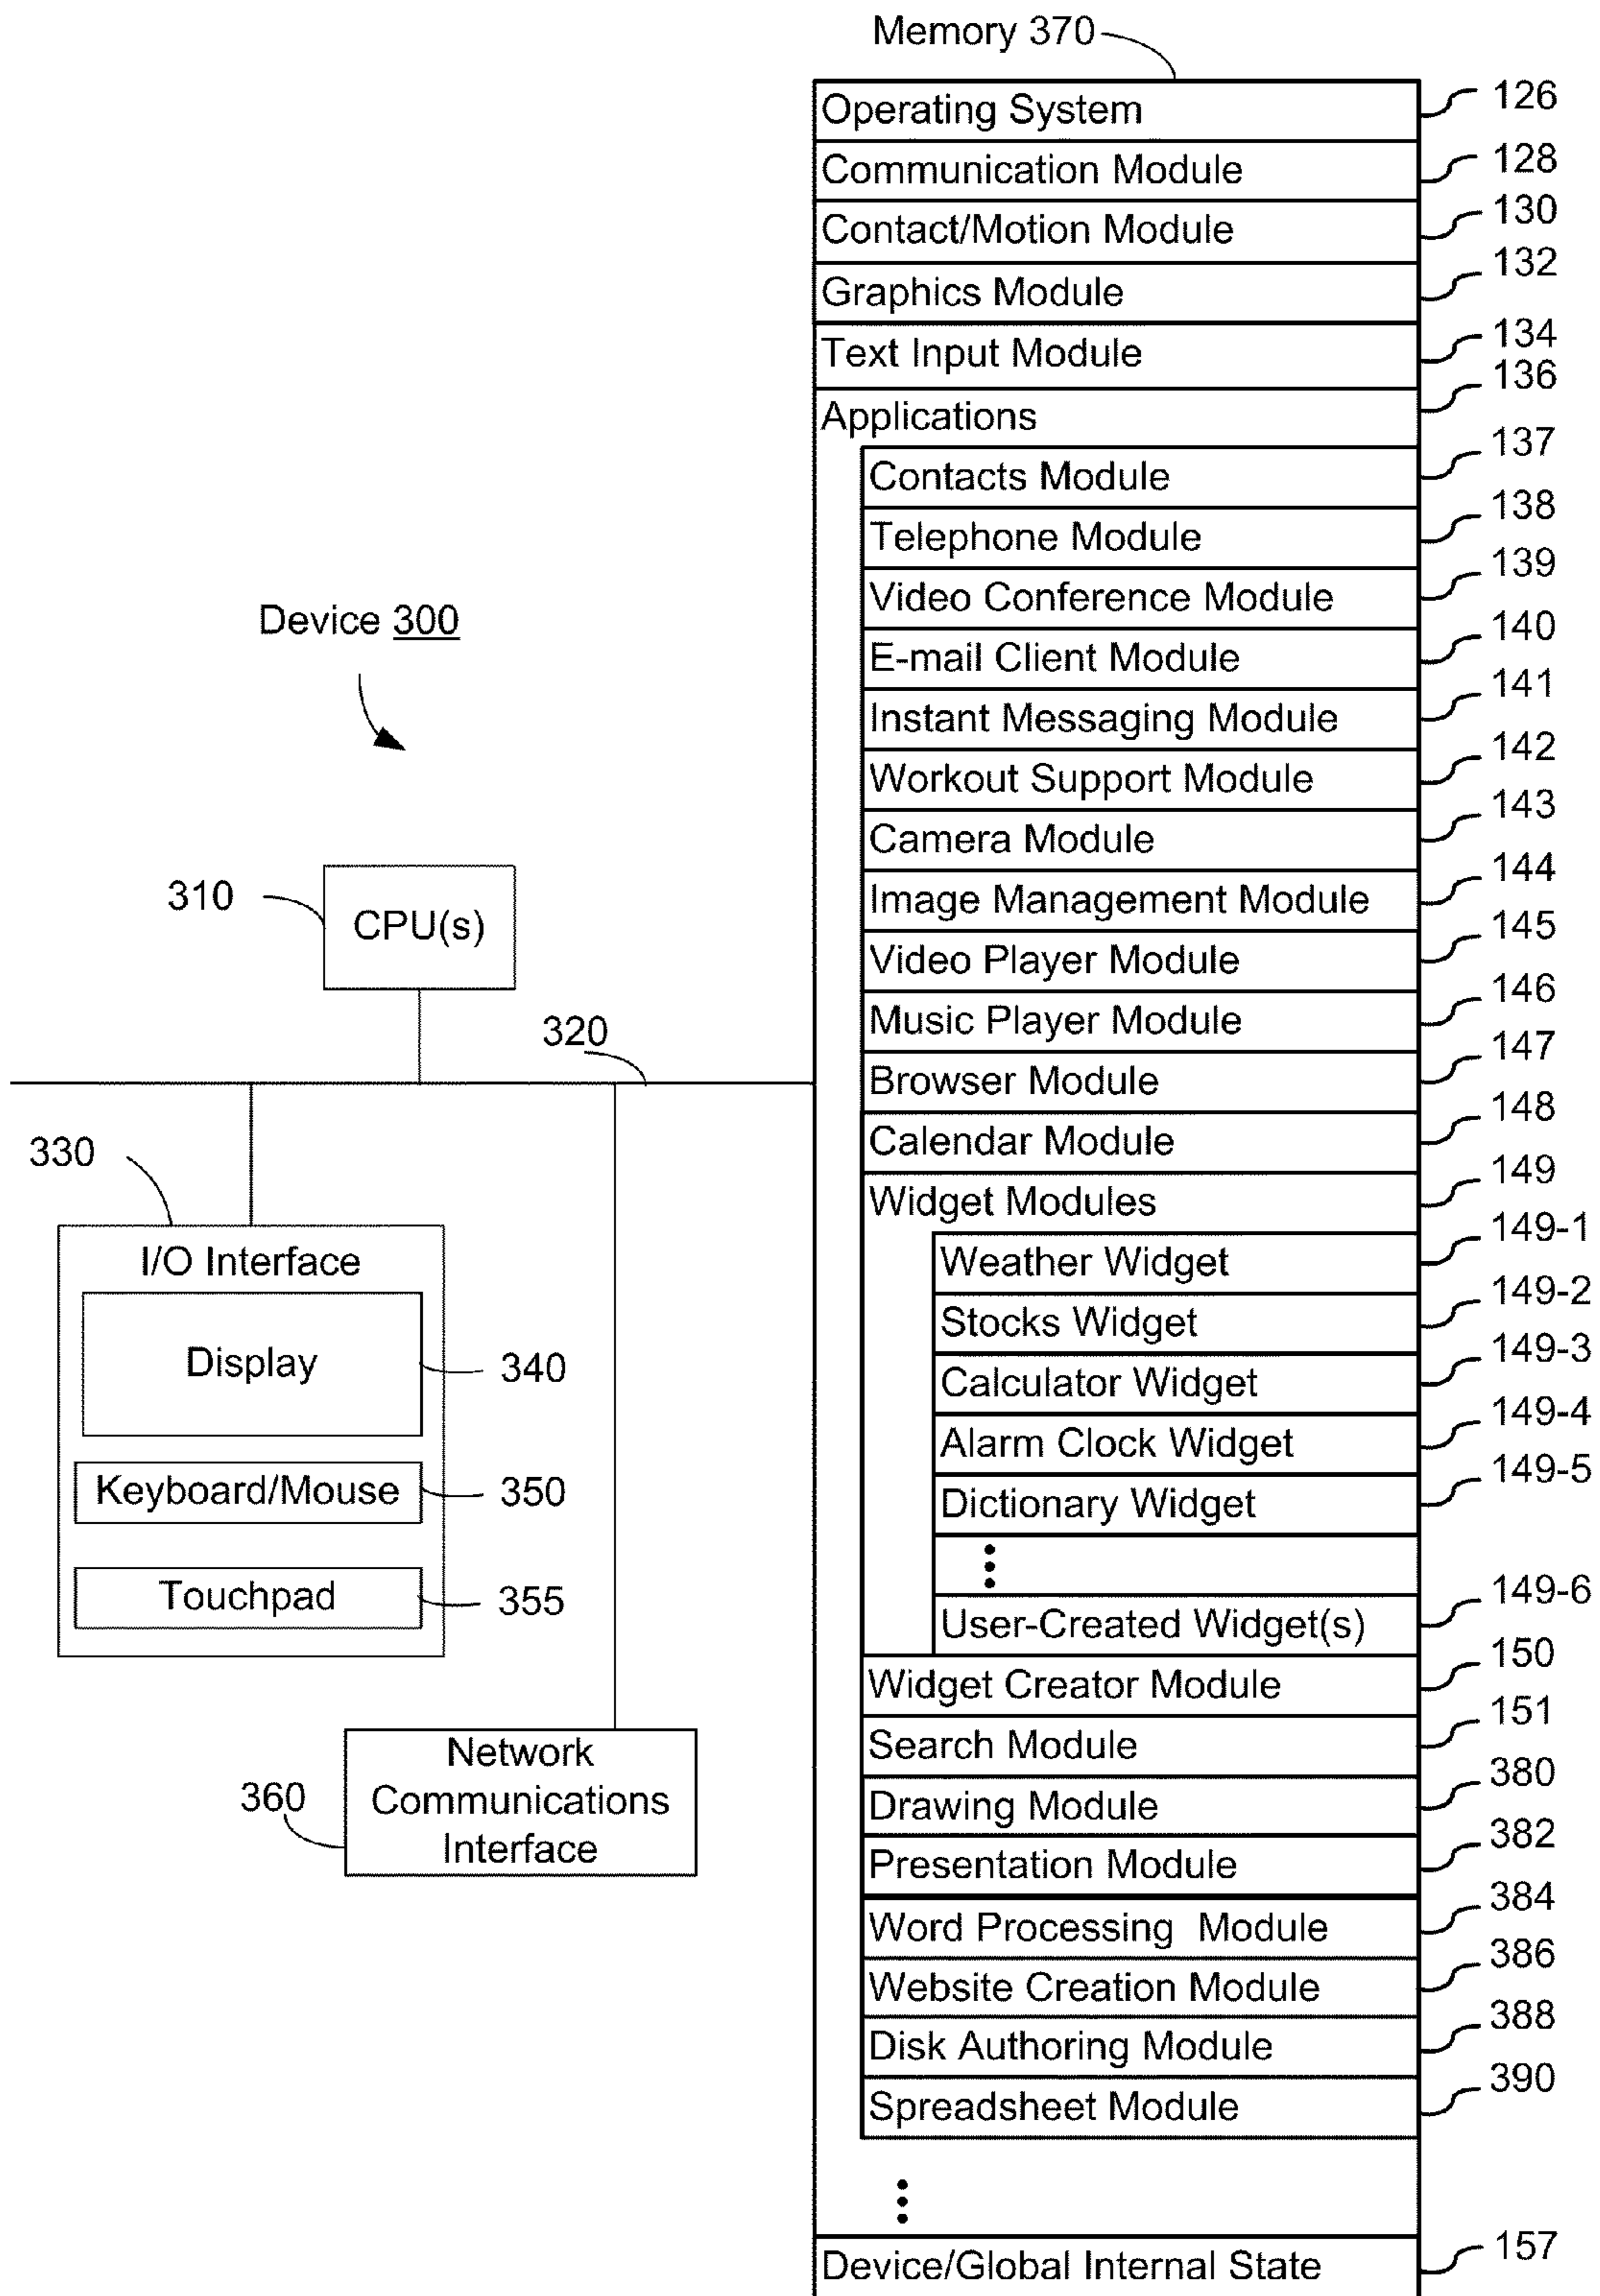 Memory 370
Operating System 126
Communication Module 128
Contact/Motion Module 130
Graphics Module 132
Text Input Module 134
Applications 136
Contacts Module 137
Telephone Module 138
Video Conference Module 139
E-mail Client Module 140
Instant Messaging Module 141
Workout Support Module 142
Camera Module 143
Image Management Module 144
Video Player Module 145
Music Player Module 146
Browser Module 147
Calendar Module 148
Widget Modules 149
Weather Widget 149-1
Stocks Widget 149-2
Calculator Widget 149-3
Alarm Clock Widget 149-4
Dictionary Widget 149-5
User-Created Widget(s) 149-6
Widget Creator Module 150
Search Module 151
Drawing Module 380
Presentation Module 382
Word Processing Module 384
Website Creation Module 386
Disk Authoring Module 388
Spreadsheet Module 390
Device/Global Internal State 157
Device 300
310
CPU(s)
320
330
I/O Interface
Display 340
Keyboard/Mouse 350
Touchpad 355
360
Network
Communications
Interface